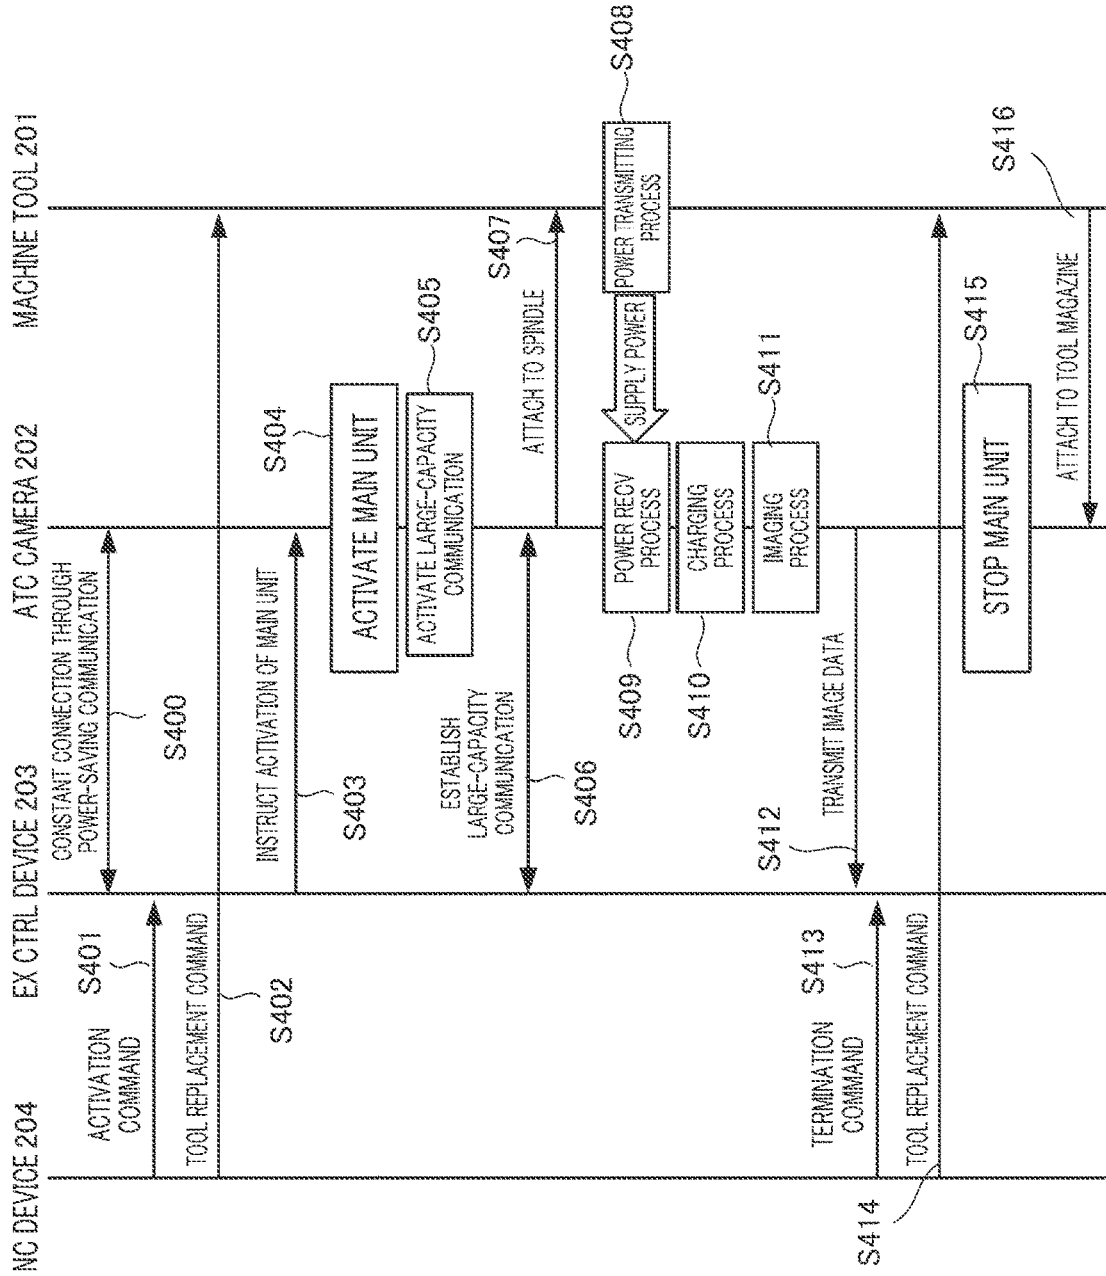 NC DEVICE 204
EX CTRL DEVICE 203
ATC CAMERA 202
MACHINE TOOL 201
CONSTANT CONNECTION THROUGH
POWER-SAVING COMMUNICATION
S400
ACTIVATION
COMMAND
S401
TOOL REPLACEMENT COMMAND
S402
INSTRUCT ACTIVATION OF MAIN UNIT
S403
ACTIVATE MAIN UNIT
S404
ACTIVATE LARGE-CAPACITY
COMMUNICATION
S405
ESTABLISH
LARGE-CAPACITY
COMMUNICATION
S406
ATTACH TO SPINDLE
S407
POWER TRANSMITTING
PROCESS
S408
SUPPLY POWER
POWER RECV
PROCESS
S409
CHARGING
PROCESS
S410
IMAGING
PROCESS
S411
TRANSMIT IMAGE DATA
S412
TERMINATION
COMMAND
S413
TOOL REPLACEMENT COMMAND
S414
STOP MAIN UNIT
S415
ATTACH TO TOOL MAGAZINE
S416